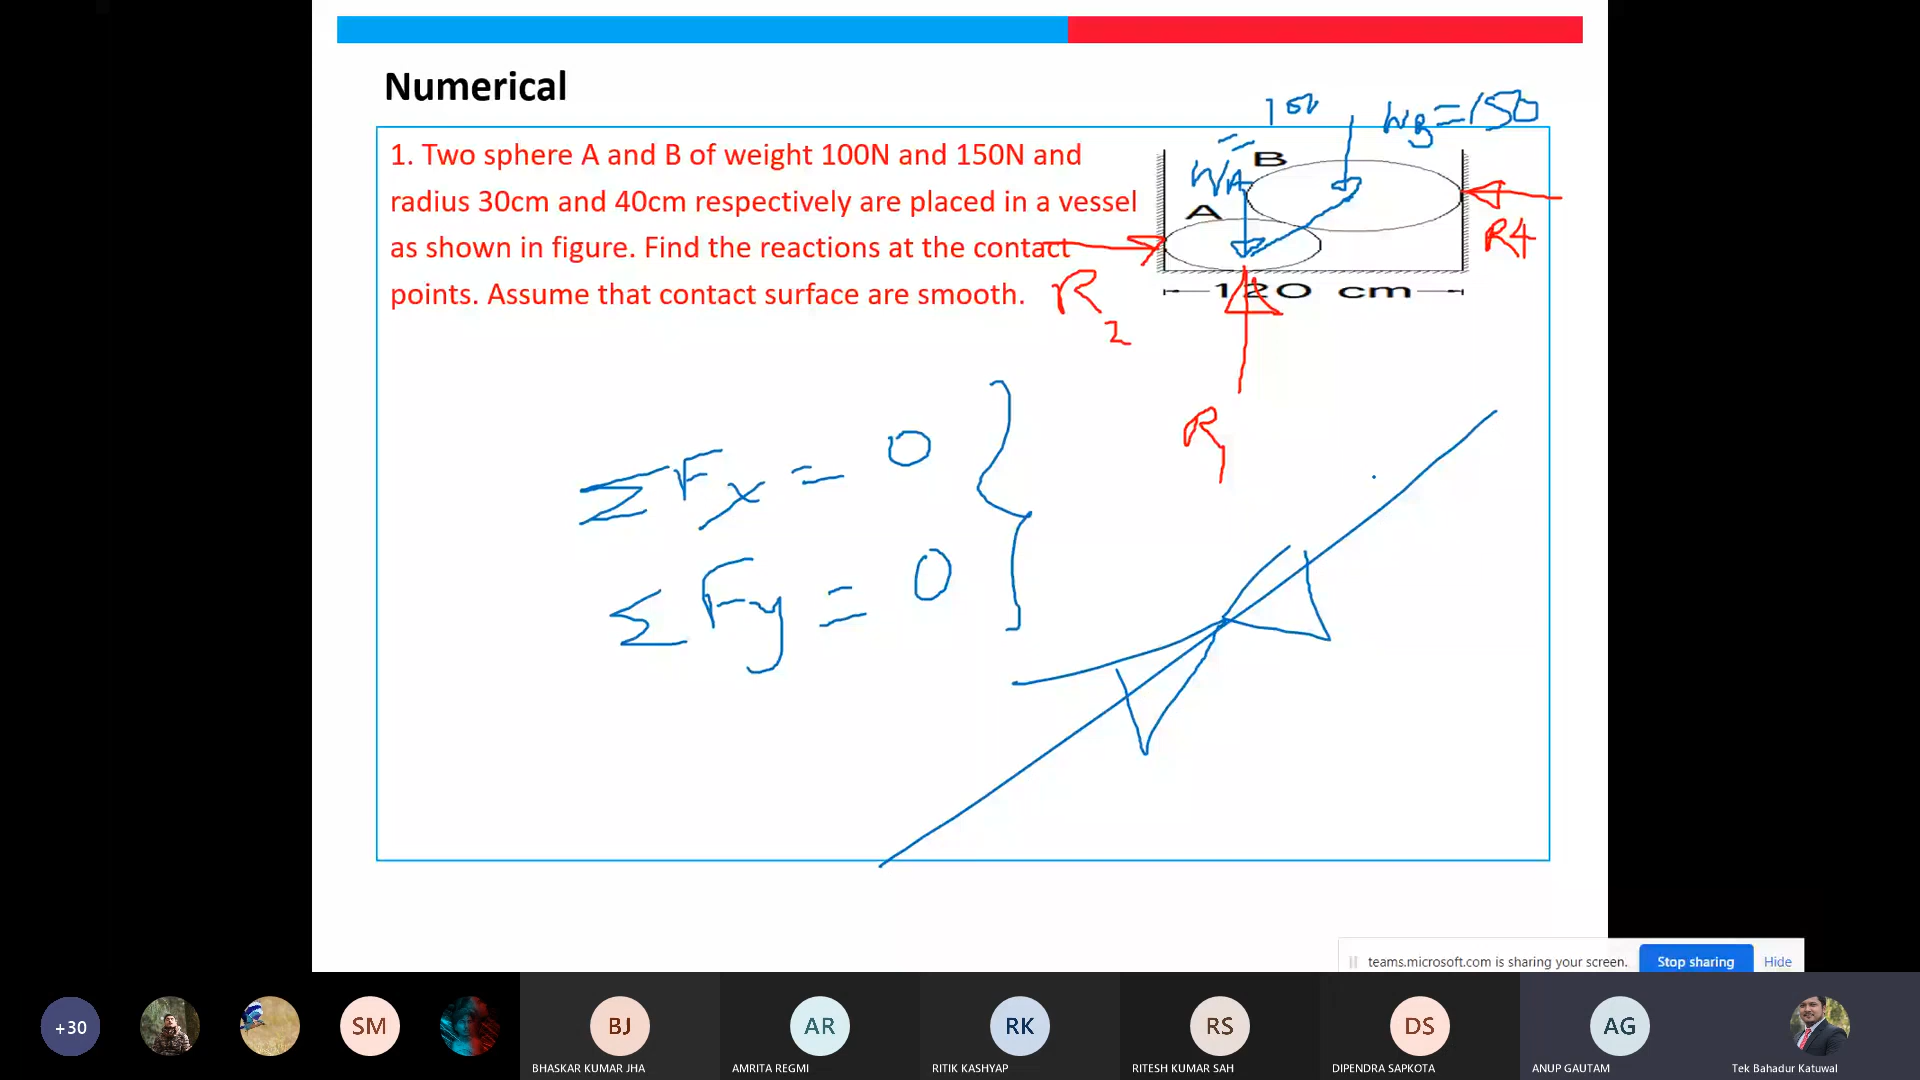 Numerical
1. Two sphere A and B of weight 100N and 150N and
radius 30cm and 40cm respectively are placed in a vessel
as shown in figure. Find the reactions at the contact
points. Assume that contact surface are smooth.
100
WB=150
=
WA
B
A
R4
120 cm
R2
R1
ΣFx = 0
ΣFy = 0
teams.microsoft.com is sharing your screen.
Stop sharing
Hide
+30
SM
BJ
AR
RK
RS
DS
AG
BHASKAR KUMAR JHA
AMRITA REGMI
RITIK KASHYAP
RITESH KUMAR SAH
DIPENDRA SAPKOTA
ANUP GAUTAM
Tek Bahadur Katuwal